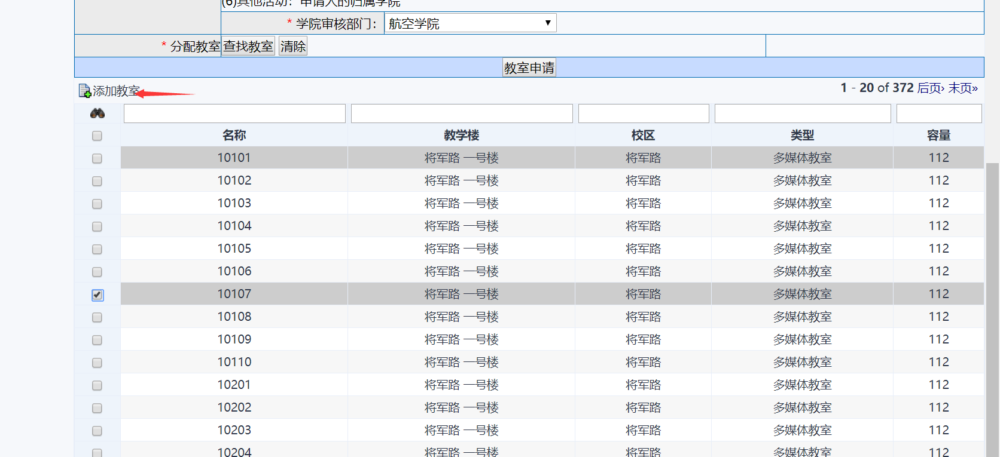 (6)其他活动：申请人的归属学院
* 学院审核部门： 航空学院
* 分配教室 查找教室 清除
教室申请
添加教室 1 - 20 of 372 后页› 末页»
名称 教学楼 校区 类型 容量
10101 将军路 一号楼 将军路 多媒体教室 112
10102 将军路 一号楼 将军路 多媒体教室 112
10103 将军路 一号楼 将军路 多媒体教室 112
10104 将军路 一号楼 将军路 多媒体教室 112
10105 将军路 一号楼 将军路 多媒体教室 112
10106 将军路 一号楼 将军路 多媒体教室 112
10107 将军路 一号楼 将军路 多媒体教室 112
10108 将军路 一号楼 将军路 多媒体教室 112
10109 将军路 一号楼 将军路 多媒体教室 112
10110 将军路 一号楼 将军路 多媒体教室 112
10201 将军路 一号楼 将军路 多媒体教室 112
10202 将军路 一号楼 将军路 多媒体教室 112
10203 将军路 一号楼 将军路 多媒体教室 112
10204 将军路 一号楼 将军路 多媒体教室 112